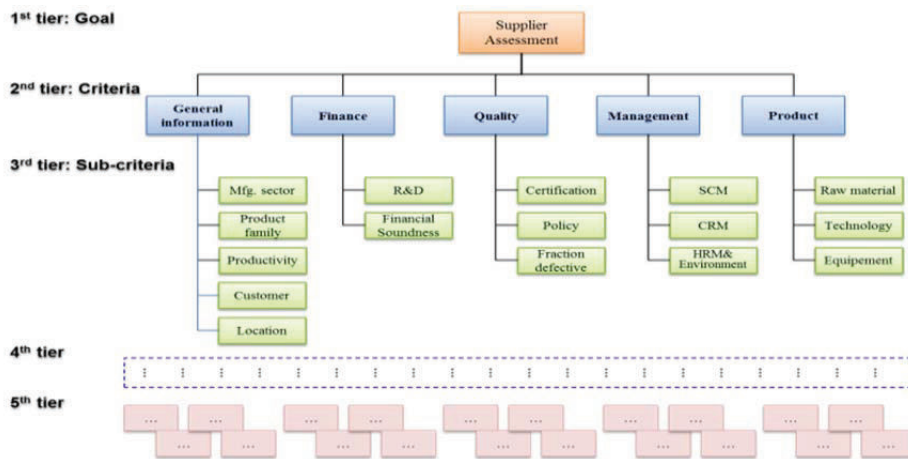 1st tier: Goal
Supplier
Assessment
2nd tier: Criteria
General
information
Finance
Quality
Management
Product
3rd tier: Sub-criteria
Mfg. sector
R&D
Certification
SCM
Raw material
Product
family
Financial
Soundness
Policy
CRM
Technology
Productivity
Fraction
defective
HRM&
Environment
Equipement
Customer
Location
4th tier
5th tier
... ... ... ... ... ... ... ... ... ...
... ... ... ... ... ... ... ... ... ...